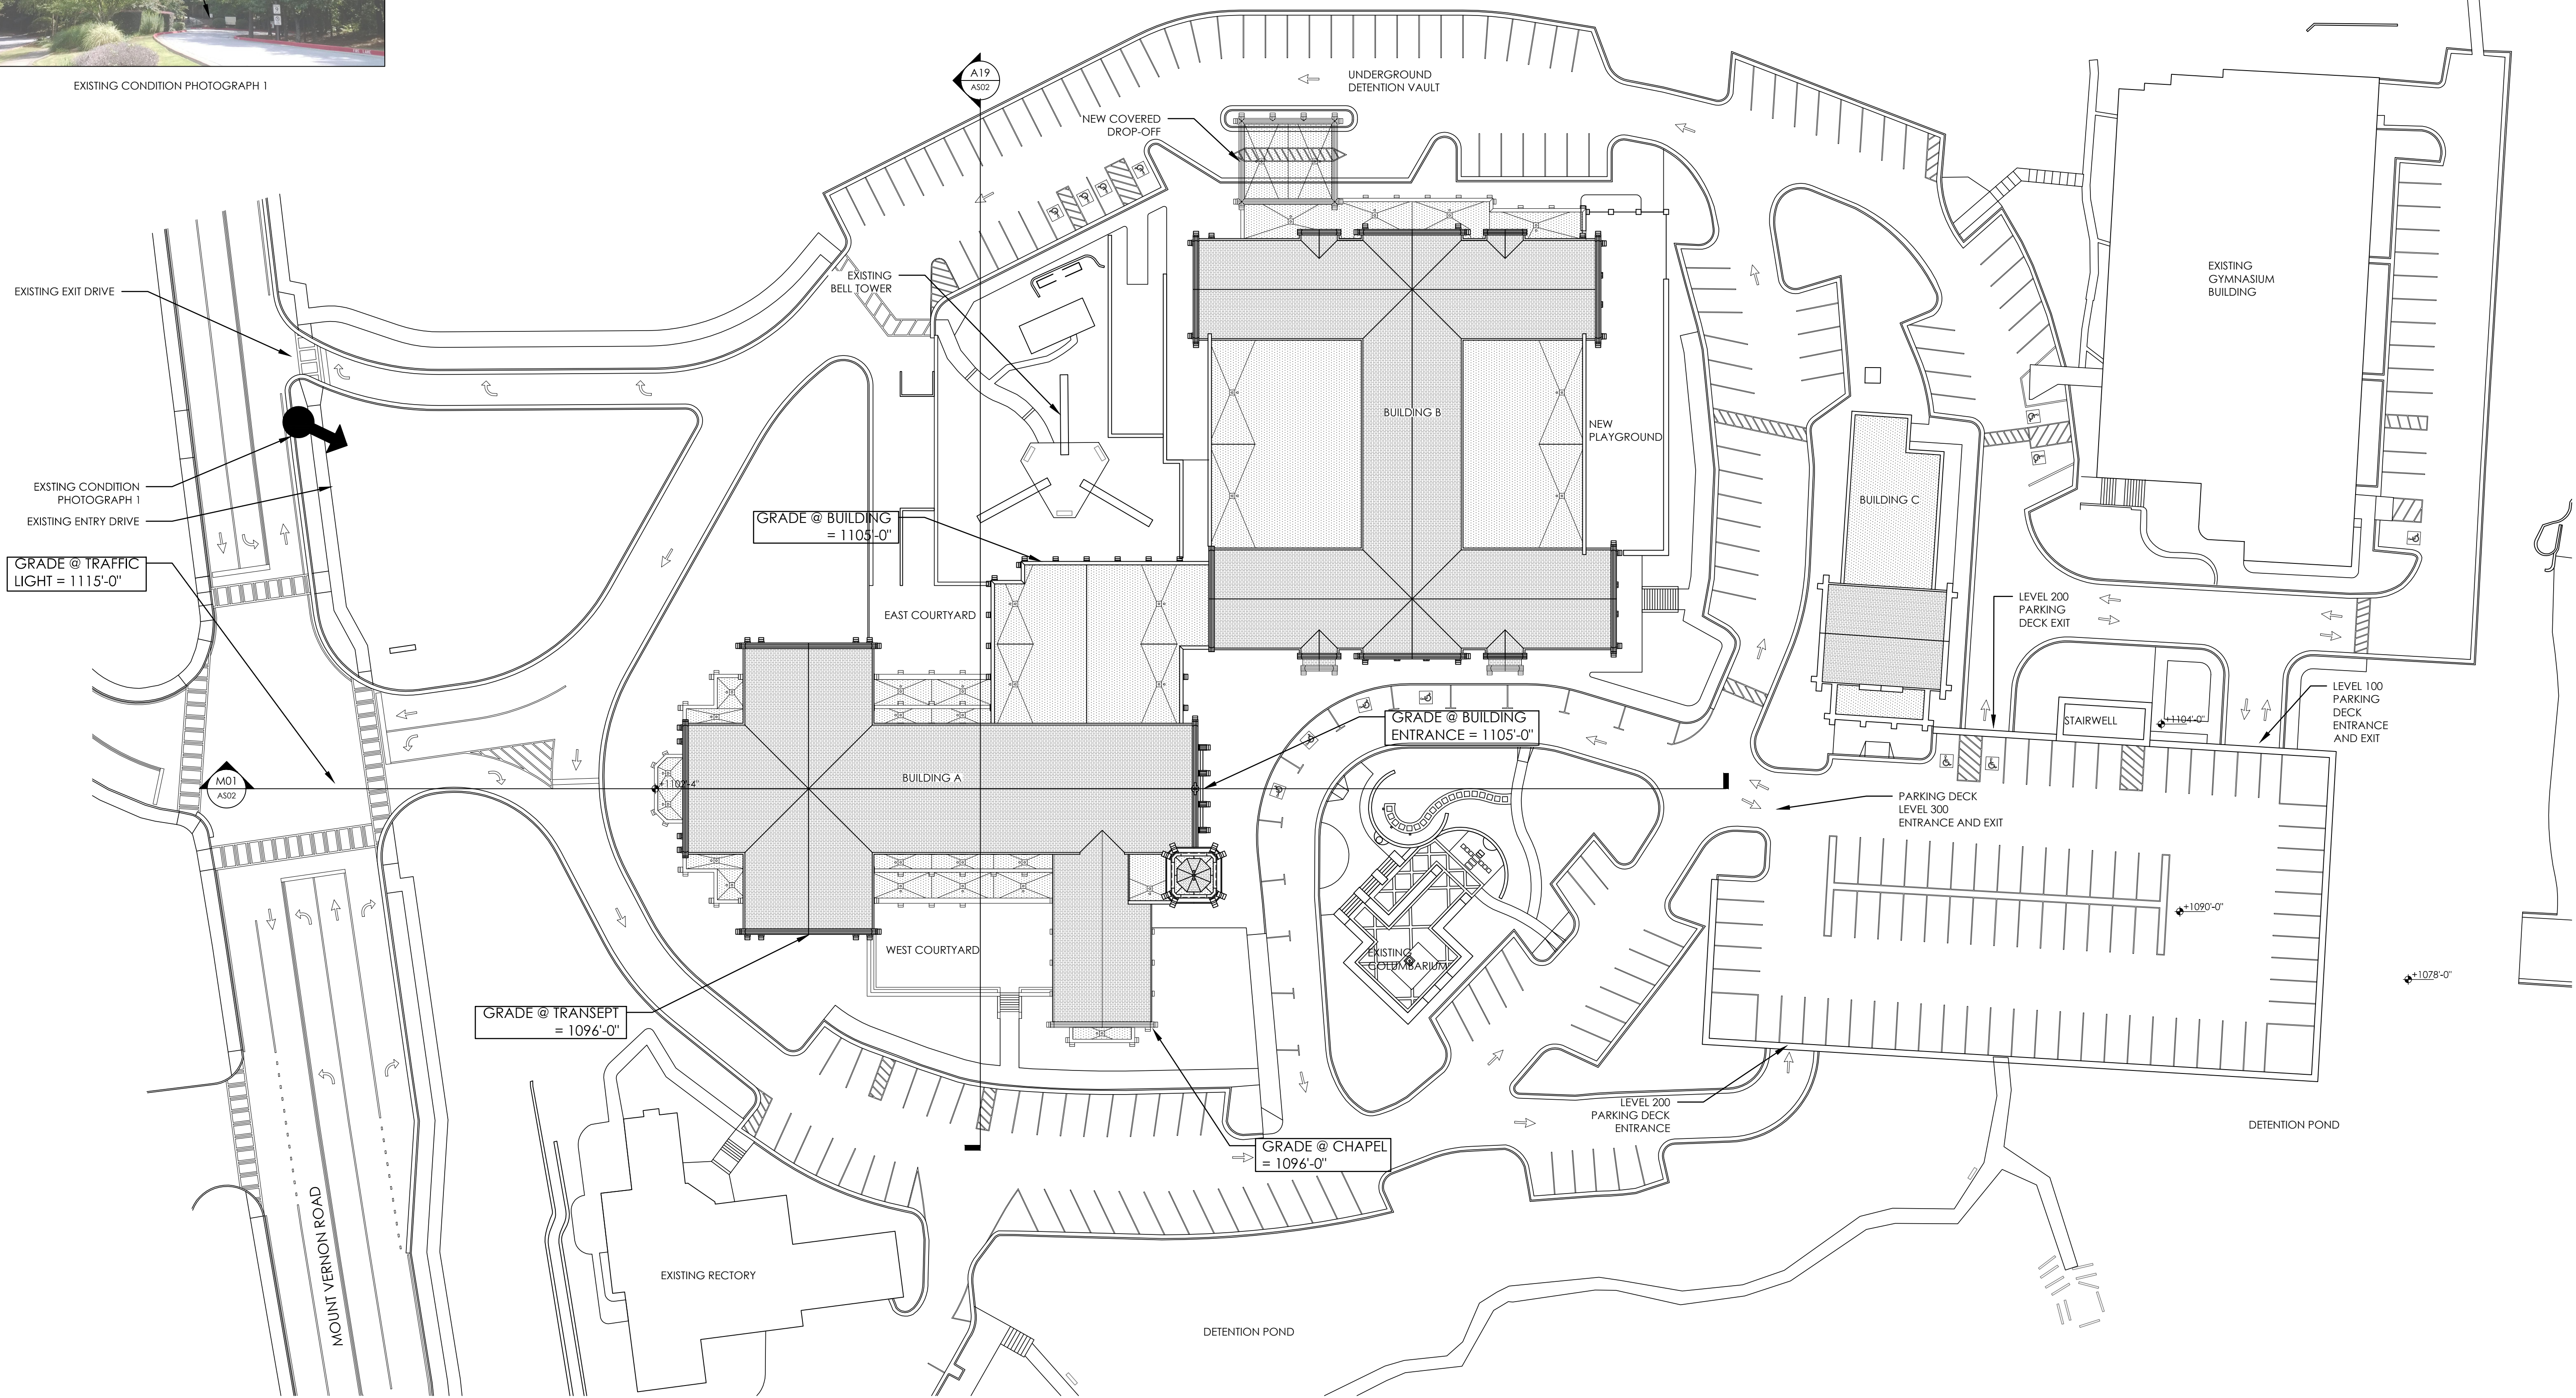 EXISTING CONDITION PHOTOGRAPH 1
A19
AS02
UNDERGROUND
DETENTION VAULT
NEW COVERED
DROP-OFF
EXISTING
BELL TOWER
EXISTING EXIT DRIVE
EXISTING
GYMNASIUM
BUILDING
BUILDING B
NEW
PLAYGROUND
EXSTING CONDITION
PHOTOGRAPH 1
EXISTING ENTRY DRIVE
BUILDING C
GRADE @ BUILDING
= 1105'-0"
GRADE @ TRAFFIC
LIGHT = 1115'-0"
EAST COURTYARD
LEVEL 200
PARKING
DECK EXIT
LEVEL 100
PARKING
DECK
ENTRANCE
AND EXIT
STAIRWELL
+1104'-0"
GRADE @ BUILDING
ENTRANCE = 1105'-0"
M01
AS02
+1102'-4"
BUILDING A
PARKING DECK
LEVEL 300
ENTRANCE AND EXIT
+1090'-0"
WEST COURTYARD
EXISTING
COLUMBARIUM
+1078'-0"
GRADE @ TRANSEPT
= 1096'-0"
LEVEL 200
PARKING DECK
ENTRANCE
DETENTION POND
GRADE @ CHAPEL
= 1096'-0"
MOUNT VERNON ROAD
EXISTING RECTORY
DETENTION POND